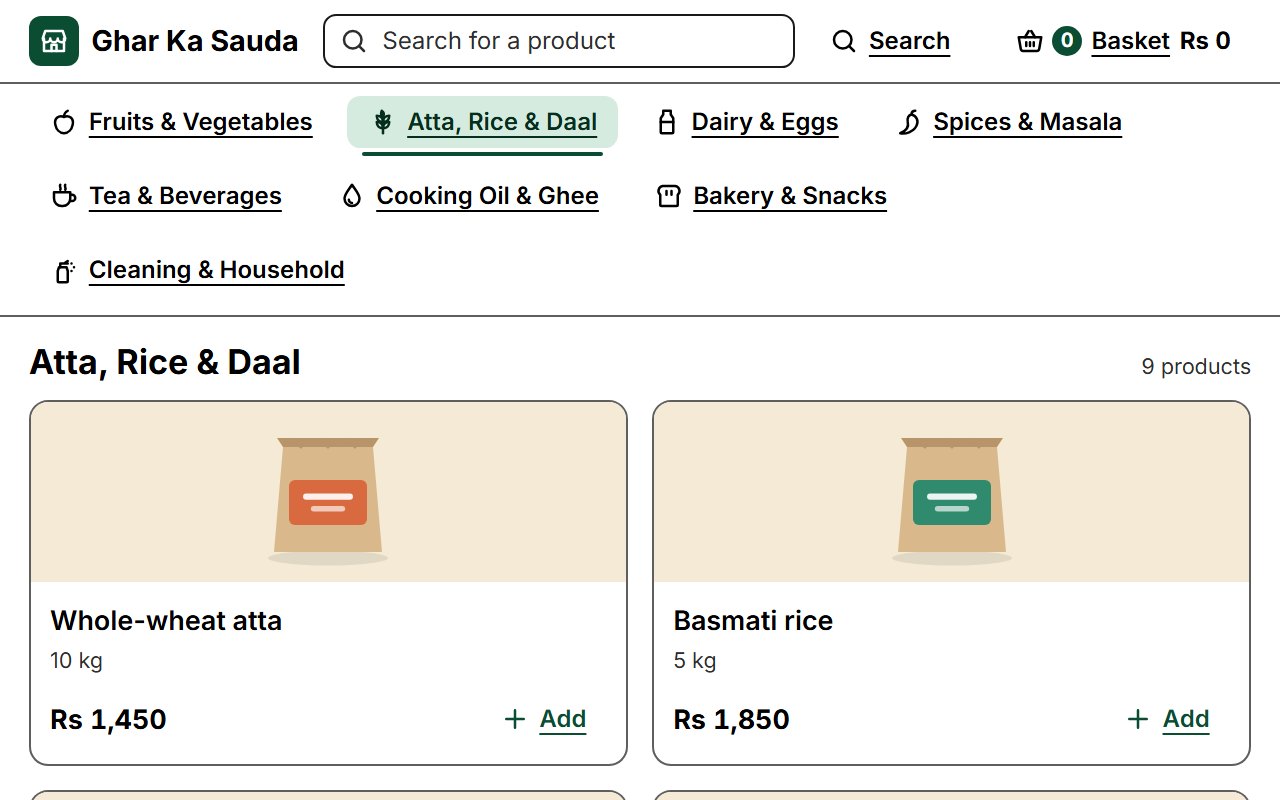 Ghar Ka Sauda
Search for a product
Search
0 Basket Rs 0
Fruits & Vegetables
Atta, Rice & Daal
Dairy & Eggs
Spices & Masala
Tea & Beverages
Cooking Oil & Ghee
Bakery & Snacks
Cleaning & Household
Atta, Rice & Daal
9 products
Whole-wheat atta
10 kg
Rs 1,450
Add
Basmati rice
5 kg
Rs 1,850
Add